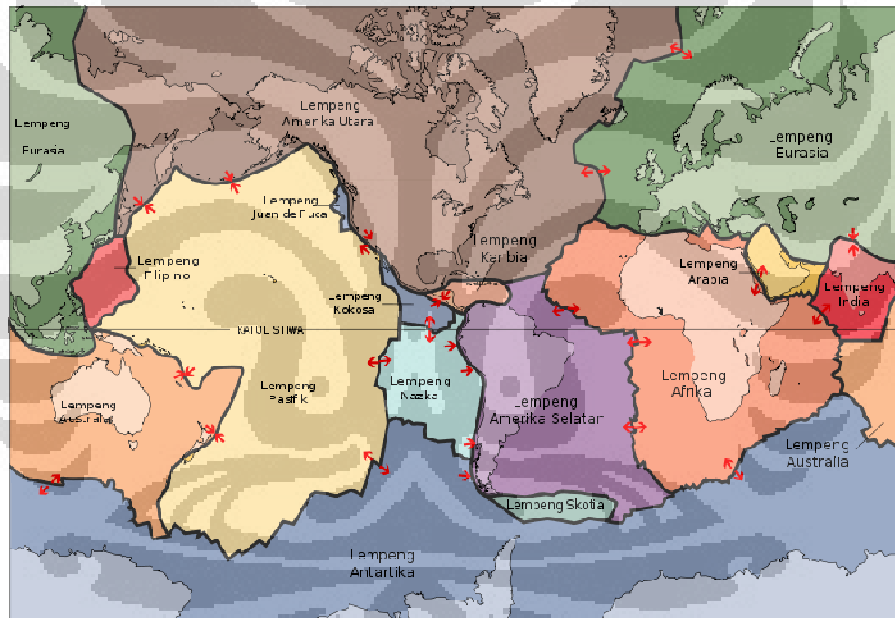 Lempeng
Amerika Utara
Lempeng
Eurasia
Lempeng
Eurasia
Lempeng
Juan de Fuca
Lempeng
Karibia
Lempeng
Filipino
Lempeng
Arabia
Lempeng
India
Lempeng
Kokosa
Lempeng
Pasifik
Lempeng
Nazka
Lempeng
Afrika
Lempeng
Australia
Lempeng
Amerika Selatan
Lempeng
Australia
Lempeng Skotia
Lempeng
Antartika